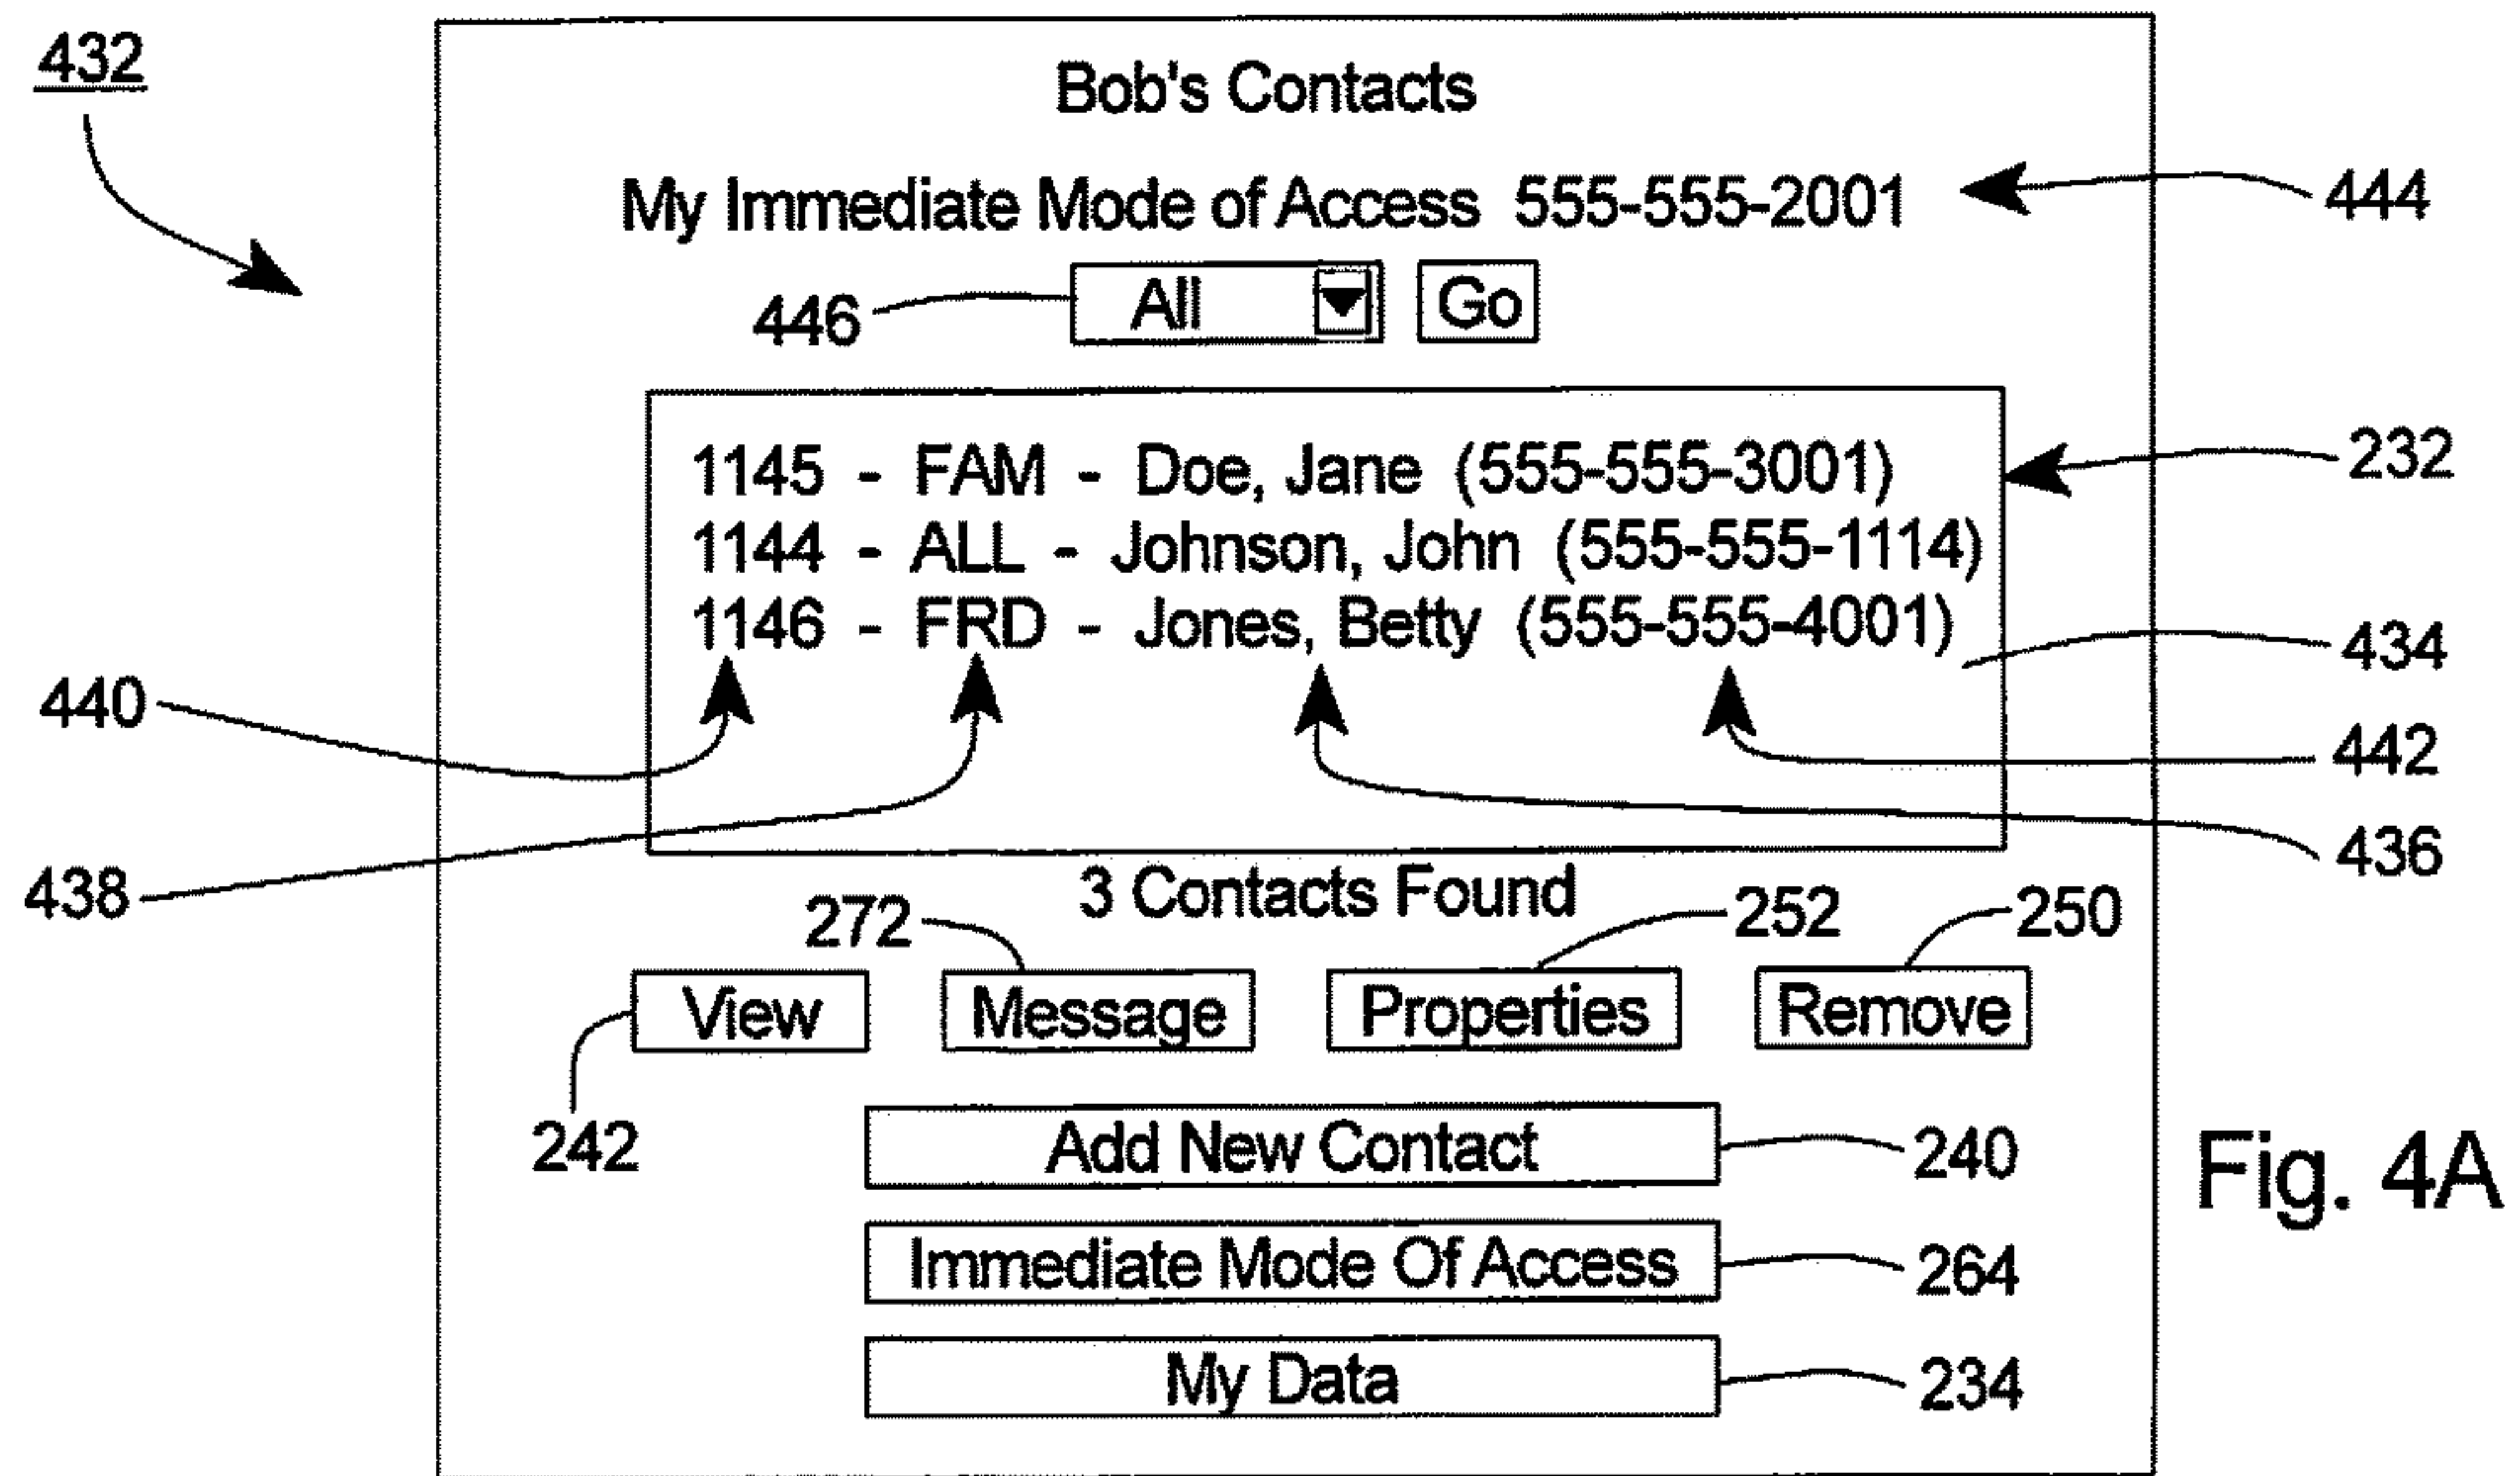 432
Bob's Contacts
My Immediate Mode of Access 555-555-2001
444
446
All Go
1145 - FAM - Doe, Jane (555-555-3001)
232
1144 - ALL - Johnson, John (555-555-1114)
1146 - FRD - Jones, Betty (555-555-4001)
434
440
442
436
438
3 Contacts Found
272
252
250
View Message Properties Remove
242
Add New Contact
240
Fig. 4A
Immediate Mode Of Access
264
My Data
234